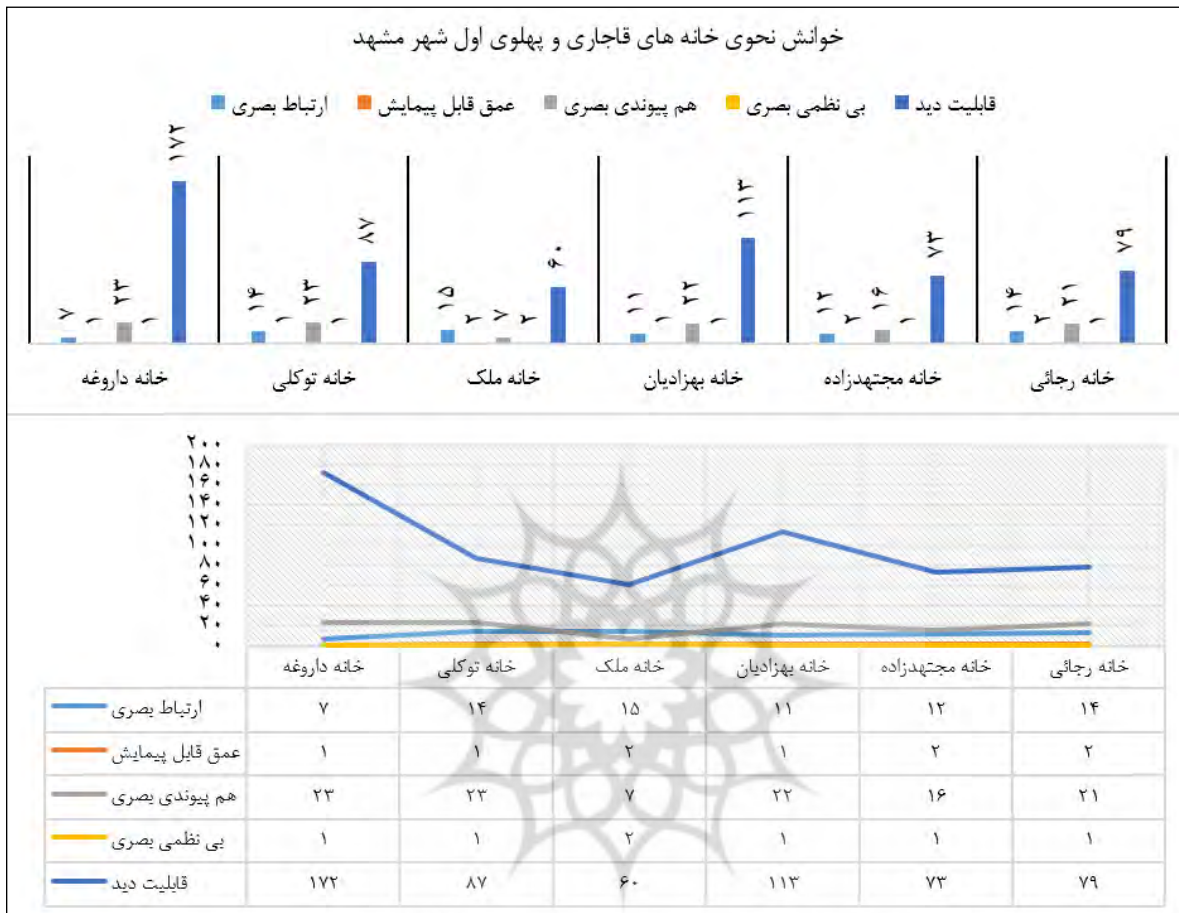 خوانش نحوی خانه های قاجاری و پهلوی اول شهر مشهد
ارتباط بصری عمق قابل پیمایش هم پیوندی بصری بی نظمی بصری قابلیت دید
۷ ۱ ۲۳ ۱ ۱۷۲ ۱۴ ۱ ۲۳ ۱ ۸۷ ۱۵ ۲ ۷ ۲ ۶۰ ۱۱ ۱ ۲۲ ۱ ۱۱۳ ۱۲ ۲ ۱۶ ۱ ۷۳ ۱۴ ۲ ۲۱ ۱ ۷۹
خانه داروغه خانه توکلی خانه ملک خانه بهزادیان خانه مجتهدزاده خانه رجائی
۲۰۰
۱۸۰
۱۶۰
۱۴۰
۱۲۰
۱۰۰
۸۰
۶۰
۴۰
۲۰
۰
خانه داروغه خانه توکلی خانه ملک خانه بهزادیان خانه مجتهدزاده خانه رجائی
ارتباط بصری ۷ ۱۴ ۱۵ ۱۱ ۱۲ ۱۴
عمق قابل پیمایش ۱ ۱ ۲ ۱ ۲ ۲
هم پیوندی بصری ۲۳ ۲۳ ۷ ۲۲ ۱۶ ۲۱
بی نظمی بصری ۱ ۱ ۲ ۱ ۱ ۱
قابلیت دید ۱۷۲ ۸۷ ۶۰ ۱۱۳ ۷۳ ۷۹